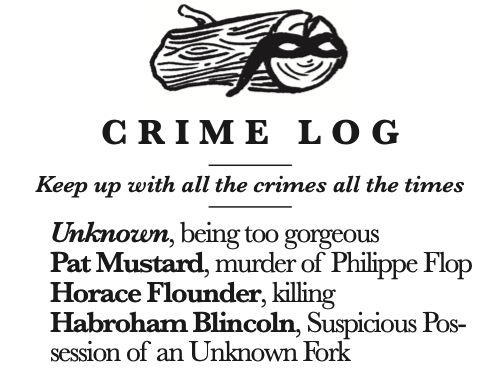 CRIME LOG
Keep up with all the crimes all the times
Unknown, being too gorgeous
Pat Mustard, murder of Philippe Flop
Horace Flounder, killing
Habroham Blincoln, Suspicious Pos-
session of an Unknown Fork